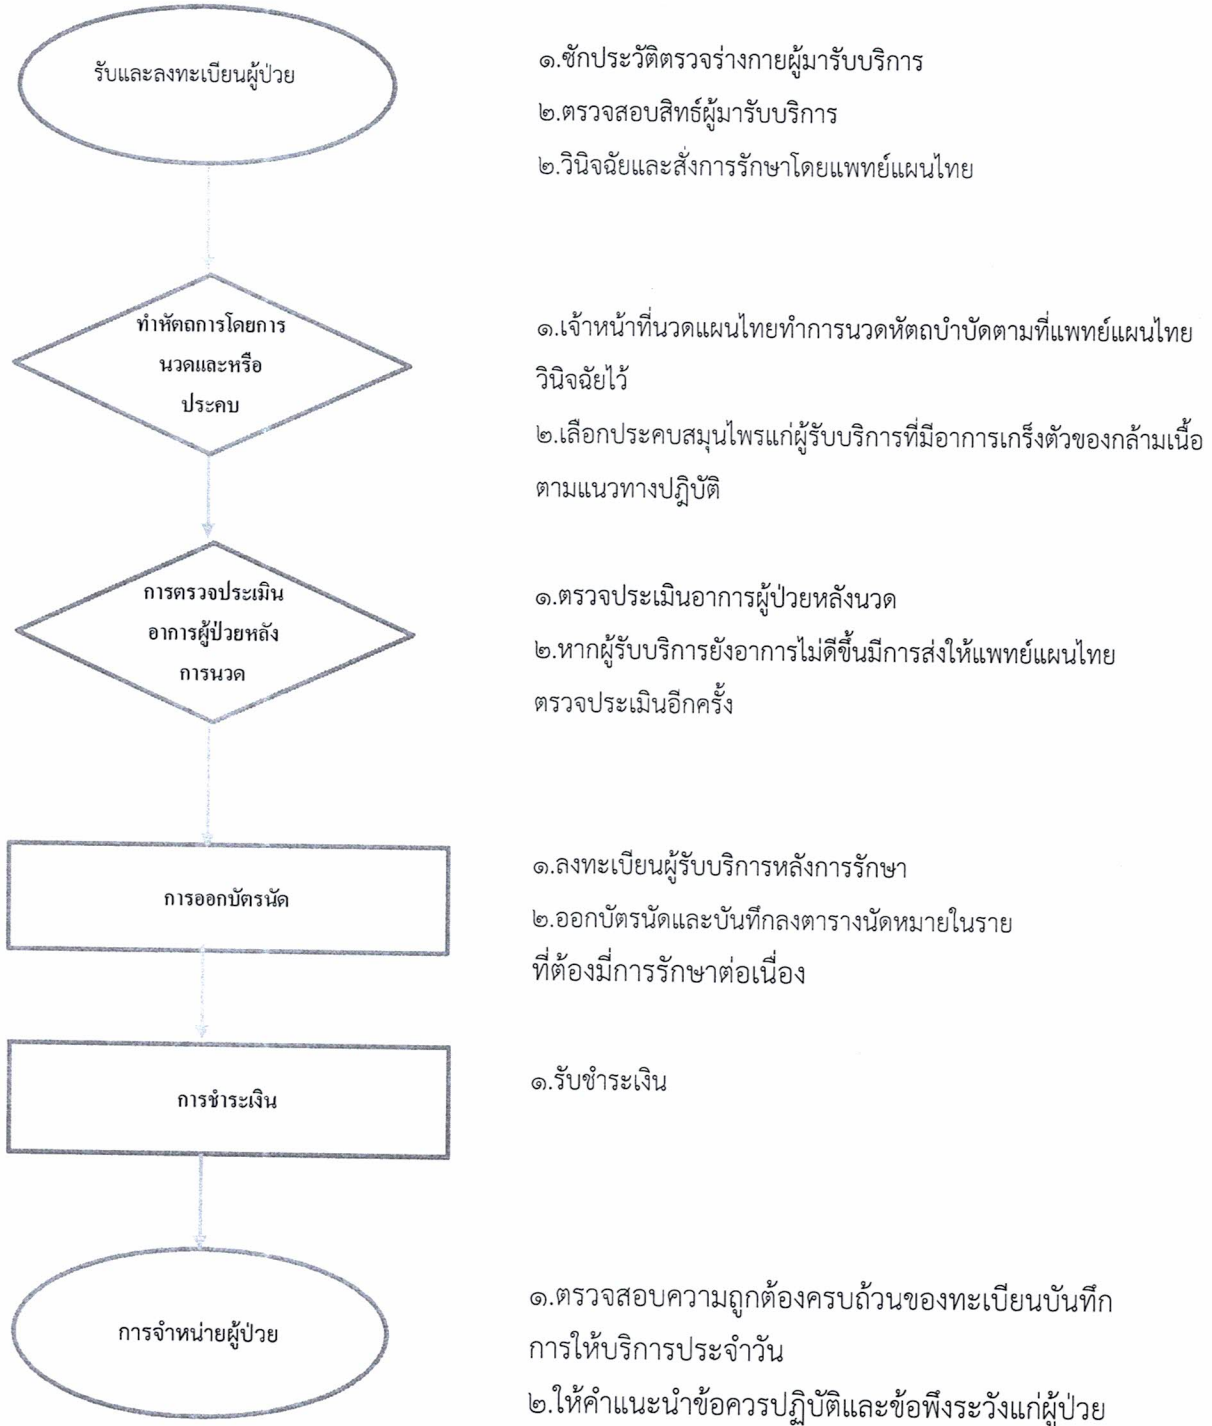 รับและลงทะเบียนผู้ป่วย
๑.ซักประวัติตรวจร่างกายผู้มารับบริการ
๒.ตรวจสอบสิทธ์ผู้มารับบริการ
๒.วินิจฉัยและสั่งการรักษาโดยแพทย์แผนไทย
ทำหัตถการโดยการ
นวดและหรือ
ประคบ
๑.เจ้าหน้าที่นวดแผนไทยทำการนวดหัตถบำบัดตามที่แพทย์แผนไทย
วินิจฉัยไว้
๒.เลือกประคบสมุนไพรแก่ผู้รับบริการที่มีอาการเกร็งตัวของกล้ามเนื้อ
ตามแนวทางปฎิบัติ
การตรวจประเมิน
อาการผู้ป่วยหลัง
การนวด
๑.ตรวจประเมินอาการผู้ป่วยหลังนวด
๒.หากผู้รับบริการยังอาการไม่ดีขึ้นมีการส่งให้แพทย์แผนไทย
ตรวจประเมินอีกครั้ง
การออกบัตรนัด
๑.ลงทะเบียนผู้รับบริการหลังการรักษา
๒.ออกบัตรนัดและบันทึกลงตารางนัดหมายในราย
ที่ต้องมี่การรักษาต่อเนื่อง
การชำระเงิน
๑.รับชำระเงิน
การจำหน่ายผู้ป่วย
๑.ตรวจสอบความถูกต้องครบถ้วนของทะเบียนบันทึก
การให้บริการประจำวัน
๒.ให้คำแนะนำข้อควรปฏิบัติและข้อพึงระวังแก่ผู้ป่วย